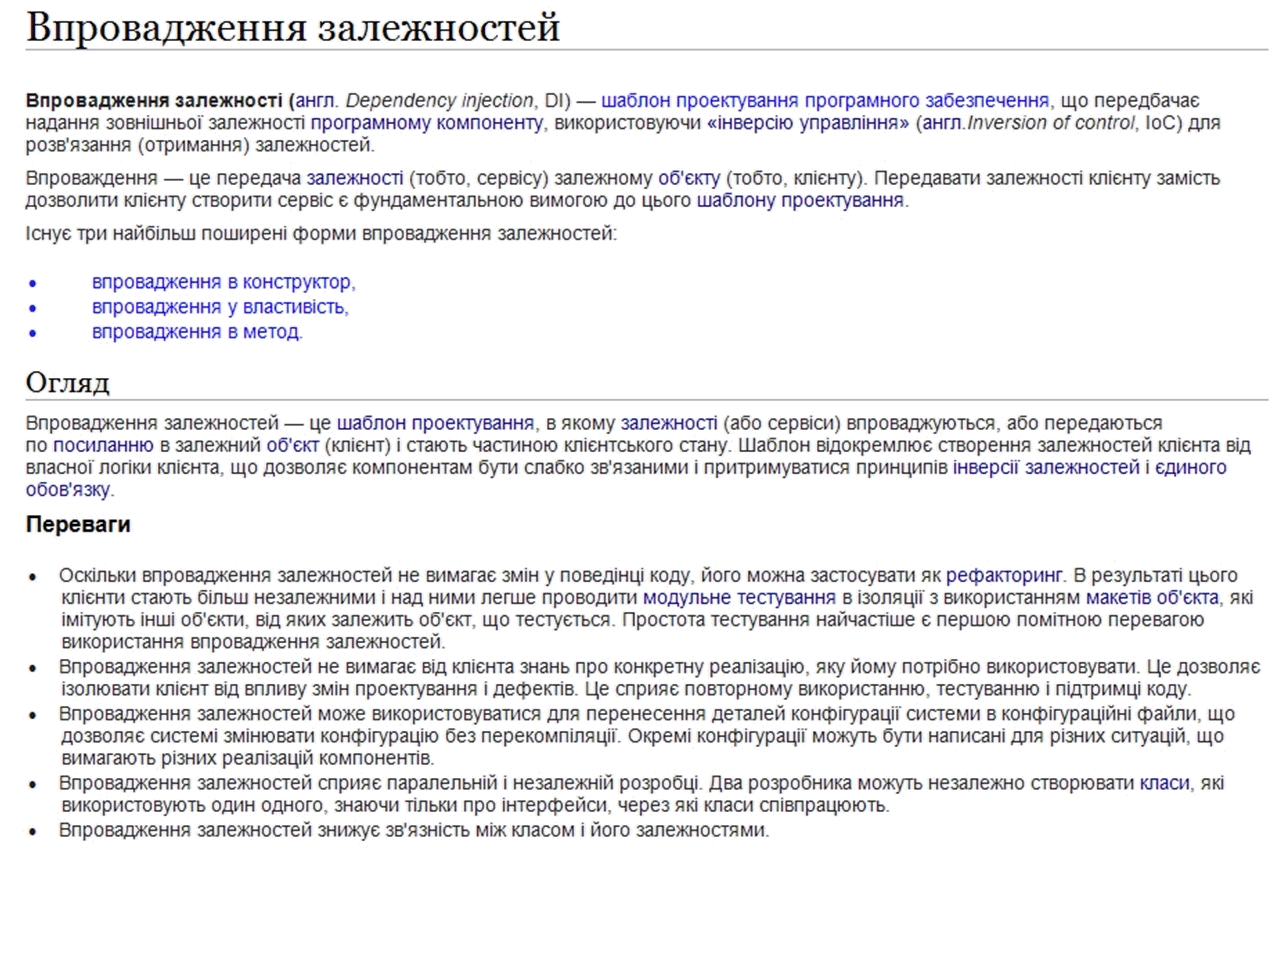 Впровадження залежностей
Впровадження залежності (англ. Dependency injection, DI) — шаблон проектування програмного забезпечення, що передбачає
надання зовнішньої залежності програмному компоненту, використовуючи «інверсію управління» (англ.Inversion of control, IoC) для
розв'язання (отримання) залежностей.
Впроваждення — це передача залежності (тобто, сервісу) залежному об'єкту (тобто, клієнту). Передавати залежності клієнту замість
дозволити клієнту створити сервіс є фундаментальною вимогою до цього шаблону проектування.
Існує три найбільш поширені форми впровадження залежностей:
• впровадження в конструктор,
• впровадження у властивість,
• впровадження в метод.
Огляд
Впровадження залежностей — це шаблон проектування, в якому залежності (або сервіси) впроваджуються, або передаються
по посиланню в залежний об'єкт (клієнт) і стають частиною клієнтського стану. Шаблон відокремлює створення залежностей клієнта від
власної логіки клієнта, що дозволяє компонентам бути слабко зв'язаними і притримуватися принципів інверсії залежностей і єдиного
обов'язку.
Переваги
• Оскільки впровадження залежностей не вимагає змін у поведінці коду, його можна застосувати як рефакторинг. В результаті цього
клієнти стають більш незалежними і над ними легше проводити модульне тестування в ізоляції з використанням макетів об'єкта, які
імітують інші об'єкти, від яких залежить об'єкт, що тестується. Простота тестування найчастіше є першою помітною перевагою
використання впровадження залежностей.
• Впровадження залежностей не вимагає від клієнта знань про конкретну реалізацію, яку йому потрібно використовувати. Це дозволяє
ізолювати клієнт від впливу змін проектування і дефектів. Це сприяє повторному використанню, тестуванню і підтримці коду.
• Впровадження залежностей може використовуватися для перенесення деталей конфігурації системи в конфігураційні файли, що
дозволяє системі змінювати конфігурацію без перекомпіляції. Окремі конфігурації можуть бути написані для різних ситуацій, що
вимагають різних реалізацій компонентів.
• Впровадження залежностей сприяє паралельній і незалежній розробці. Два розробника можуть незалежно створювати класи, які
використовують один одного, знаючи тільки про інтерфейси, через які класи співпрацюють.
• Впровадження залежностей знижує зв'язність між класом і його залежностями.